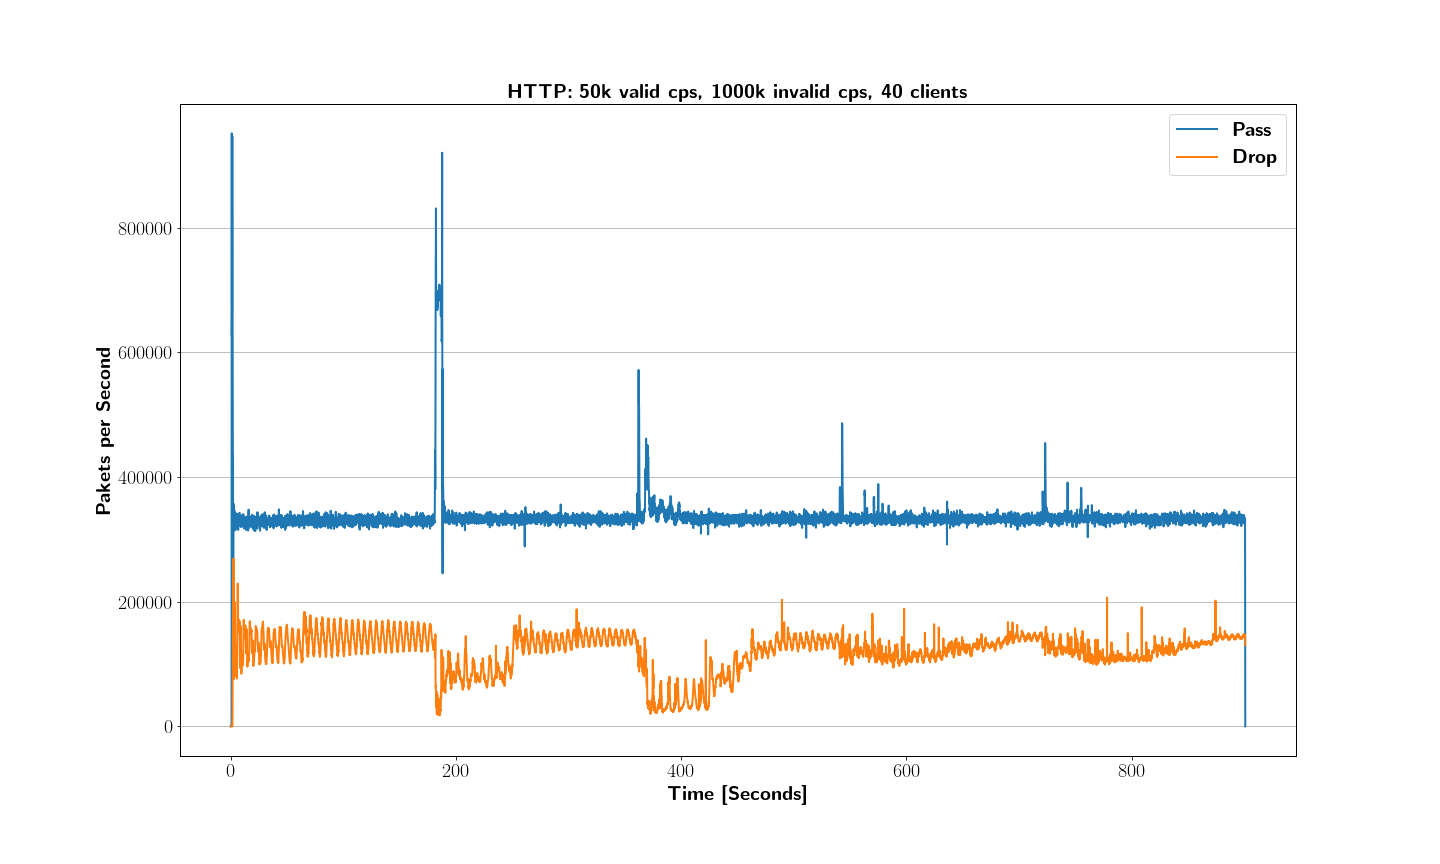 HTTP: 50k valid cps, 1000k invalid cps, 40 clients
Pass
Drop
Pakets per Second
800000
600000
400000
200000
0
0 200 400 600 800
Time [Seconds]